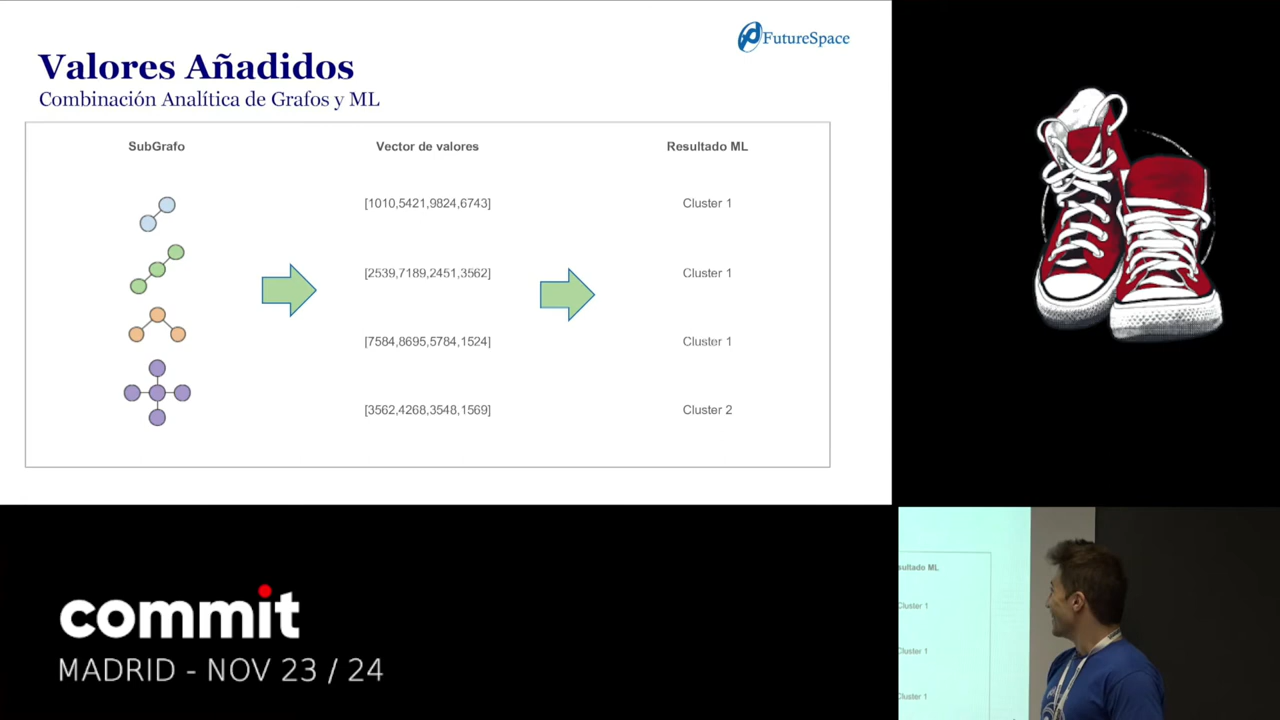 FutureSpace
Valores Añadidos
Combinación Analítica de Grafos y ML
SubGrafo
Vector de valores
Resultado ML
[1010,5421,9824,6743]
Cluster 1
[2539,7189,2451,3562]
Cluster 1
[7584,8695,5784,1524]
Cluster 1
[3562,4268,3548,1569]
Cluster 2
commit
MADRID - NOV 23 / 24
sultado ML
Cluster 1
Cluster 1
Cluster 1